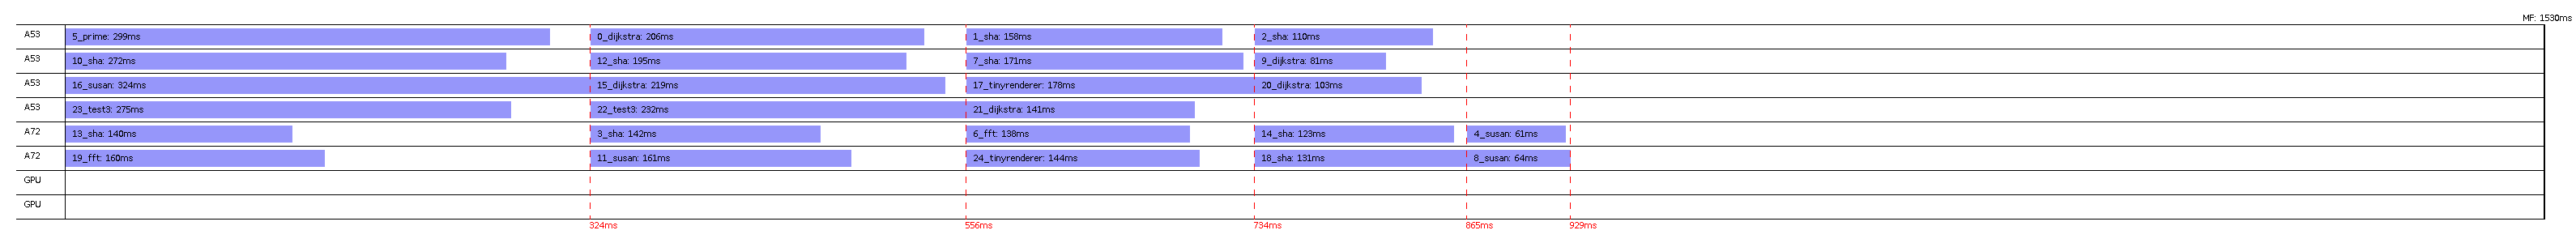 MF: 1530ms
A53 5_prime: 299ms 0_dijkstra: 206ms 1_sha: 158ms 2_sha: 110ms
A53 10_sha: 272ms 12_sha: 195ms 7_sha: 171ms 9_dijkstra: 81ms
A53 16_susan: 324ms 15_dijkstra: 219ms 17_tinyrenderer: 178ms 20_dijkstra: 103ms
A53 23_test3: 275ms 22_test3: 232ms 21_dijkstra: 141ms
A72 13_sha: 140ms 3_sha: 142ms 6_fft: 138ms 14_sha: 123ms 4_susan: 61ms
A72 19_fft: 160ms 11_susan: 161ms 24_tinyrenderer: 144ms 18_sha: 131ms 8_susan: 64ms
GPU
GPU
324ms 556ms 734ms 865ms 929ms